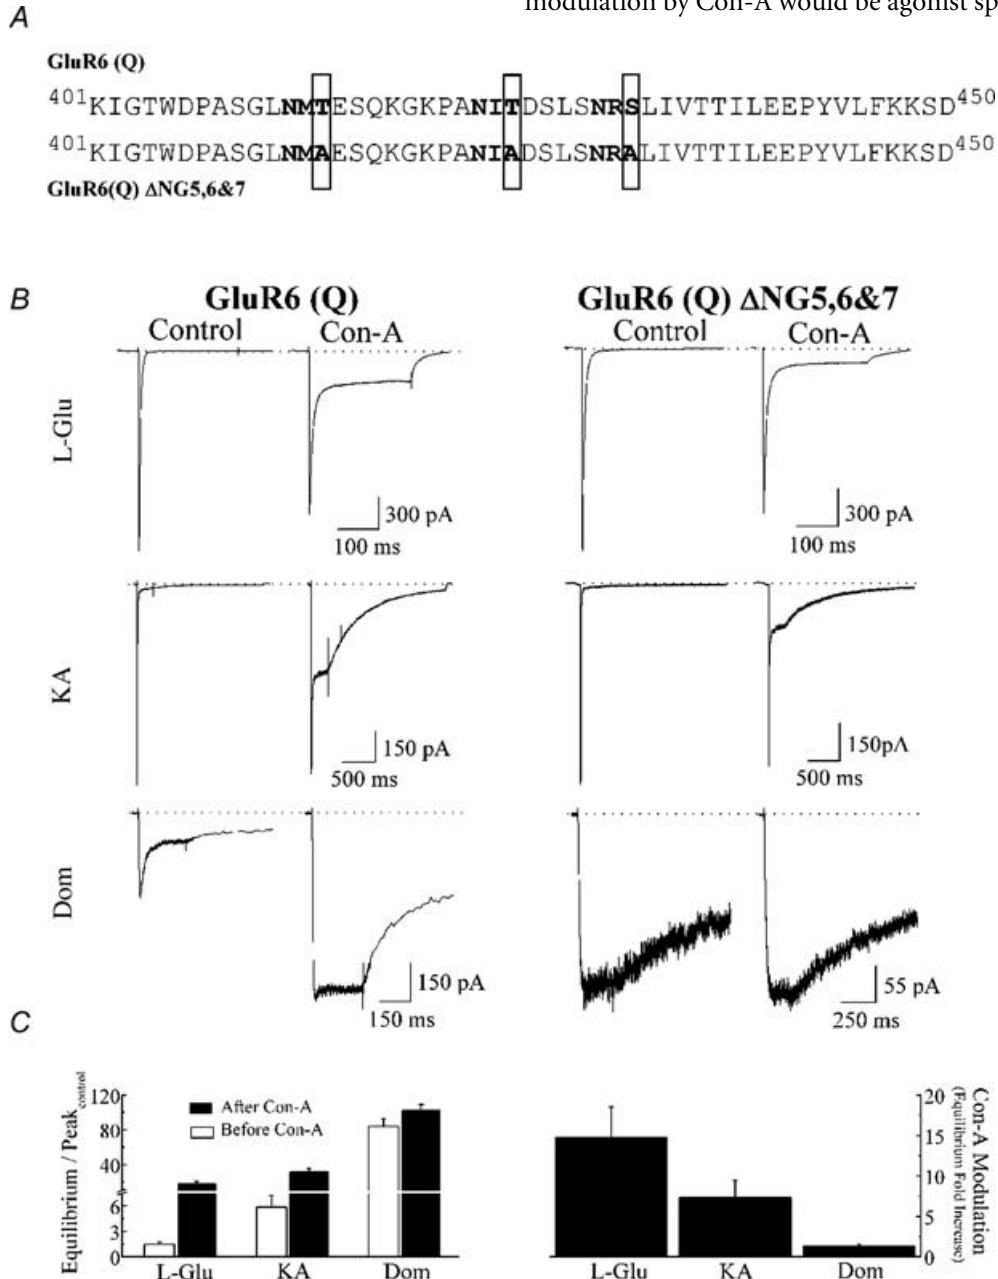 modulation by Con-A would be agonist sp
A
GluR6 (Q)
401KIGTWDPASGLNMTESQKGKPANITDSLSNRSLIVTTILEEPYVLFKKSD450
401KIGTWDPASGLNMAESQKGKPANIADSLSNRALIVTTILEEPYVLFKKSD450
GluR6(Q) ΔNG5,6&7
B
GluR6 (Q)
GluR6 (Q) ΔNG5,6&7
Control
Con-A
Control
Con-A
L-Glu
300 pA
100 ms
300 pA
100 ms
KA
150 pA
500 ms
150pA
500 ms
Dom
150 pA
150 ms
55 pA
250 ms
C
Equilibrium / Peakcontrol
120
80
40
6
3
0
After Con-A
Before Con-A
L-Glu
KA
Dom
20
15
10
5
0
Con-A Modulation
(Equilibrium Fold Increase)
L-Glu
KA
Dom